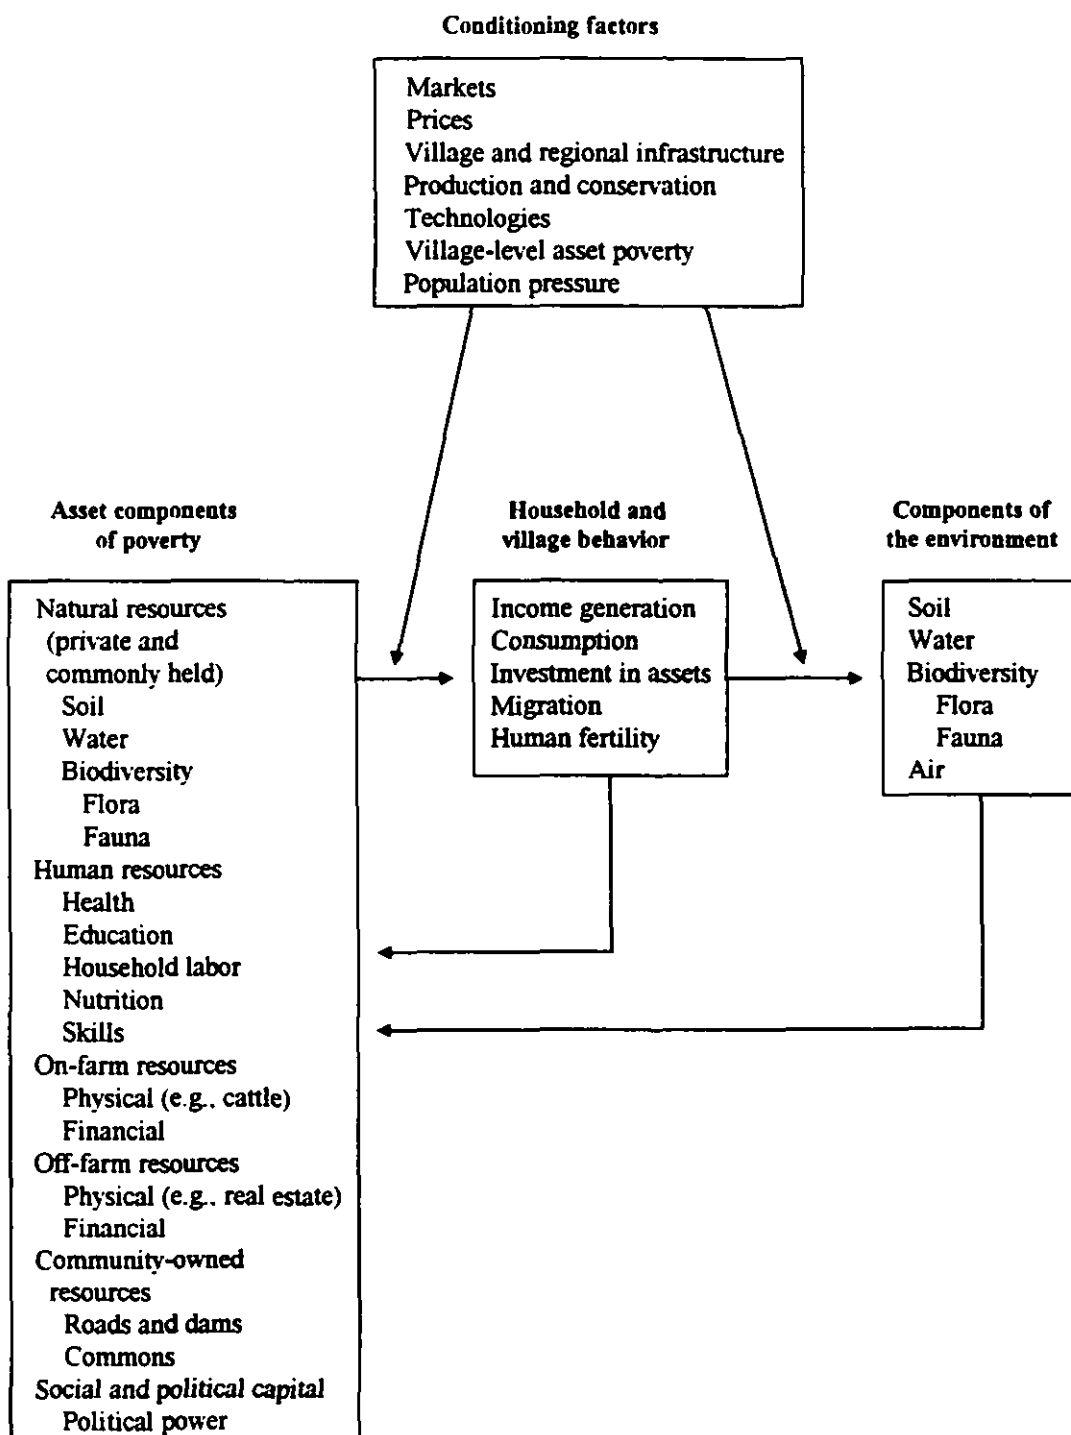 Conditioning factors
Markets
Prices
Village and regional infrastructure
Production and conservation
Technologies
Village-level asset poverty
Population pressure
Asset components
of poverty
Natural resources
(private and
commonly held)
Soil
Water
Biodiversity
Flora
Fauna
Human resources
Health
Education
Household labor
Nutrition
Skills
On-farm resources
Physical (e.g., cattle)
Financial
Off-farm resources
Physical (e.g., real estate)
Financial
Community-owned
resources
Roads and dams
Commons
Social and political capital
Political power
Household and
village behavior
Income generation
Consumption
Investment in assets
Migration
Human fertility
Components of
the environment
Soil
Water
Biodiversity
Flora
Fauna
Air